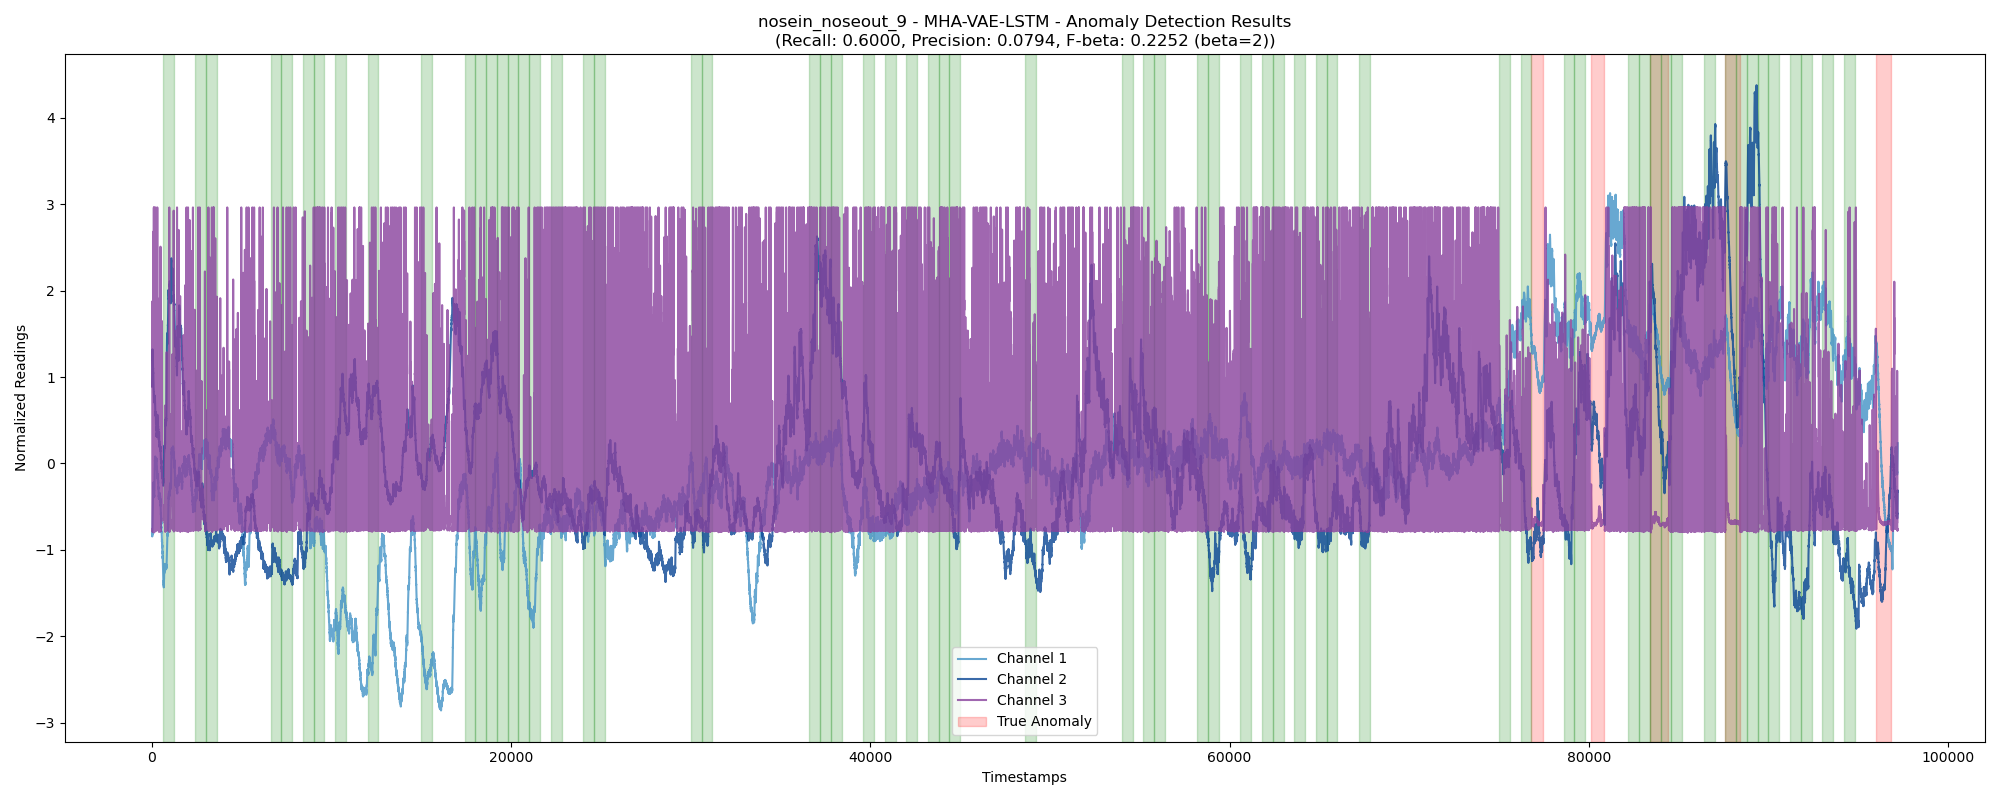 nosein_noseout_9 - MHA-VAE-LSTM - Anomaly Detection Results
(Recall: 0.6000, Precision: 0.0794, F-beta: 0.2252 (beta=2))
Normalized Readings
4
3
2
1
0
−1
−2
−3
Channel 1
Channel 2
Channel 3
True Anomaly
0 20000 40000 60000 80000 100000
Timestamps